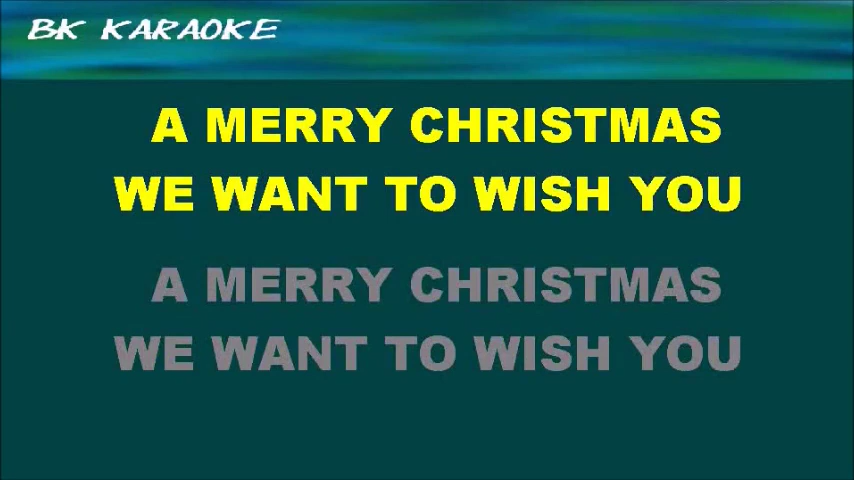 BK KARAOKE
A MERRY CHRISTMAS
WE WANT TO WISH YOU
A MERRY CHRISTMAS
WE WANT TO WISH YOU